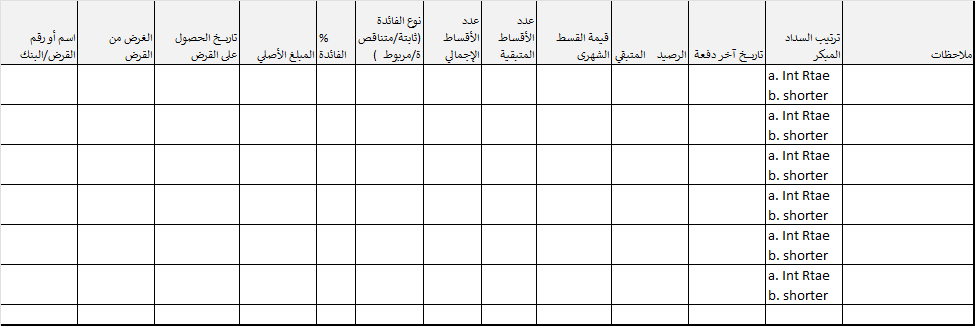 اسم أو رقم
القرض/البنك
الغرض من
القرض
تاريخ الحصول
على القرض
المبلغ الأصلي
%
الفائدة
نوع الفائدة
(ثابتة/متناقص
ة/مربوط )
عدد
الأقساط
الإجمالي
عدد
الأقساط
المتبقية
قيمة القسط
الشهرى
الرصيد المتبقي
تاريخ آخر دفعة
ترتيب السداد
المبكر
ملاحظات
a. Int Rtae
b. shorter
a. Int Rtae
b. shorter
a. Int Rtae
b. shorter
a. Int Rtae
b. shorter
a. Int Rtae
b. shorter
a. Int Rtae
b. shorter